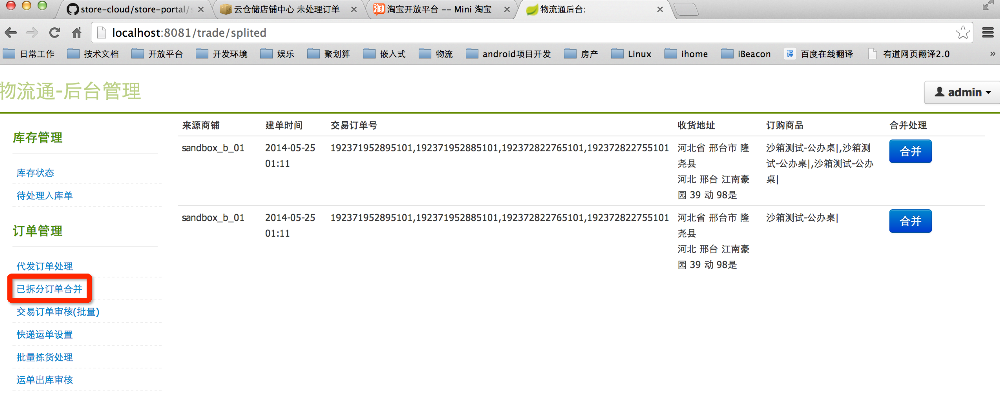 store-cloud/store-portal/s
云仓储店铺中心 未处理订单
淘宝开放平台 -- Mini 淘宝
物流通后台:
localhost:8081/trade/splited
日常工作 技术文档 开放平台 开发环境 娱乐 聚划算 嵌入式 物流 android项目开发 房产 Linux ihome iBeacon 译 百度在线翻译 有道网页翻译2.0 »
物流通-后台管理
admin
库存管理
库存状态
待处理入库单
订单管理
代发订单处理
已拆分订单合并
交易订单审核(批量)
快递运单设置
批量拣货处理
运单出库审核
来源商铺 建单时间 交易订单号 收货地址 订购商品 合并处理
sandbox_b_01 2014-05-25 192371952895101,192371952885101,192372822765101,192372822755101 河北省 邢台市 隆 沙箱测试-公办桌|,沙箱测 合并
01:11 尧县 试-公办桌|,沙箱测试-公办
河北 邢台 江南豪 桌|
园 39 动 98是
sandbox_b_01 2014-05-25 192371952895101,192371952885101,192372822765101,192372822755101 河北省 邢台市 隆 沙箱测试-公办桌| 合并
01:11 尧县
河北 邢台 江南豪
园 39 动 98是